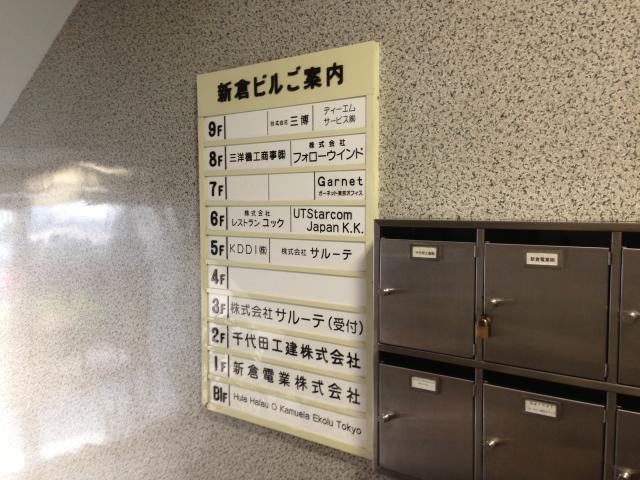 新倉ビルご案内
9F 株式会社 三博 ディーエム サービス㈱
8F 三洋機工商事㈱ 株式会社 フォローウインド
7F Garnet ガーネット東京オフィス
6F 株式会社 レストラン ユック UTStarcom Japan K.K.
5F KDDI㈱ 株式会社 サルーテ
4F
3F 株式会社 サルーテ(受付)
2F 千代田工建株式会社
1F 新倉電業株式会社
B1F Hula Halau O Kamuela Ekolu Tokyo
新倉電業㈱